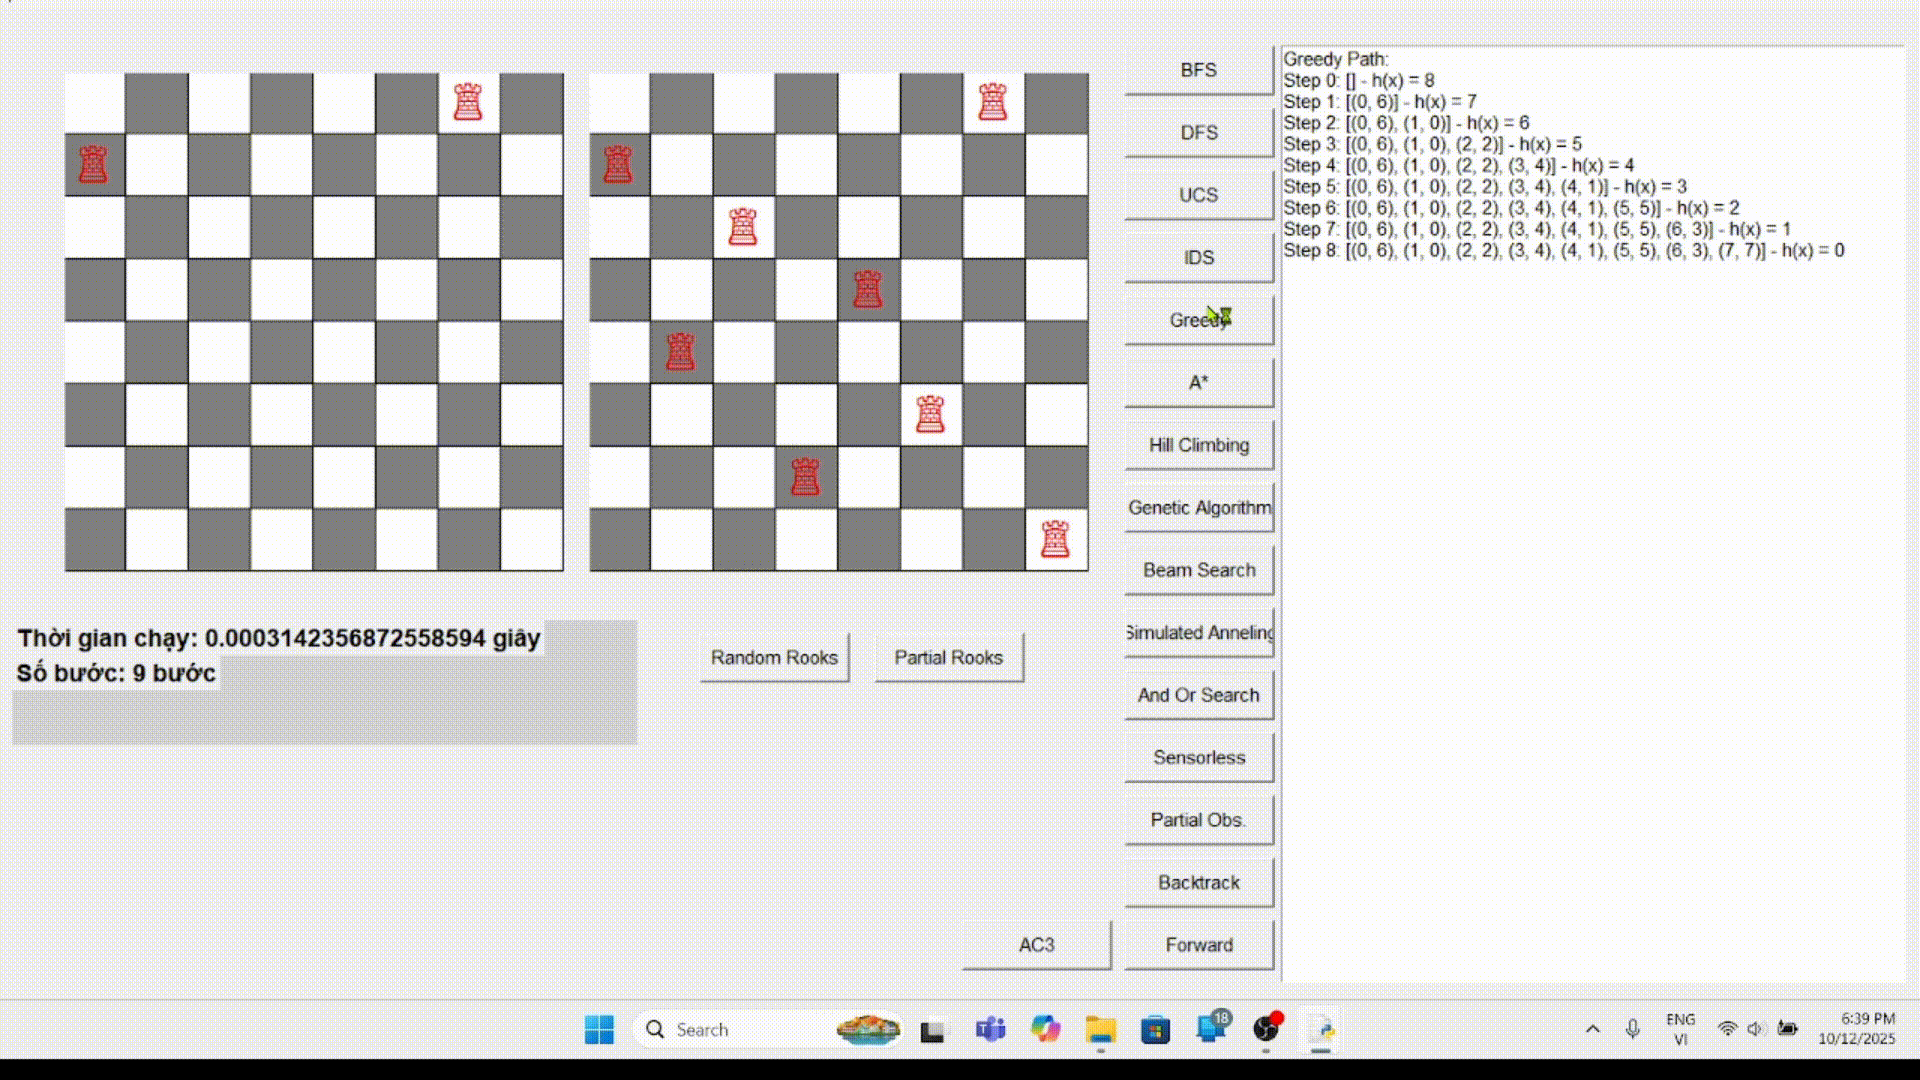 BFS
DFS
UCS
IDS
Greedy
A*
Hill Climbing
Genetic Algorithm
Beam Search
Simulated Anneling
And Or Search
Sensorless
Partial Obs.
Backtrack
AC3
Forward
Greedy Path:
Step 0: [] - h(x) = 8
Step 1: [(0, 6)] - h(x) = 7
Step 2: [(0, 6), (1, 0)] - h(x) = 6
Step 3: [(0, 6), (1, 0), (2, 2)] - h(x) = 5
Step 4: [(0, 6), (1, 0), (2, 2), (3, 4)] - h(x) = 4
Step 5: [(0, 6), (1, 0), (2, 2), (3, 4), (4, 1)] - h(x) = 3
Step 6: [(0, 6), (1, 0), (2, 2), (3, 4), (4, 1), (5, 5)] - h(x) = 2
Step 7: [(0, 6), (1, 0), (2, 2), (3, 4), (4, 1), (5, 5), (6, 3)] - h(x) = 1
Step 8: [(0, 6), (1, 0), (2, 2), (3, 4), (4, 1), (5, 5), (6, 3), (7, 7)] - h(x) = 0
Thời gian chạy: 0.0003142356872558594 giây
Số bước: 9 bước
Random Rooks
Partial Rooks
Search
18
ENG
VI
6:39 PM
10/12/2025